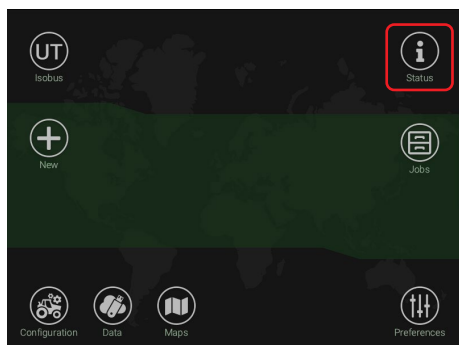 UT
Isobus
Status
New
Jobs
Configuration
Data
Maps
Preferences